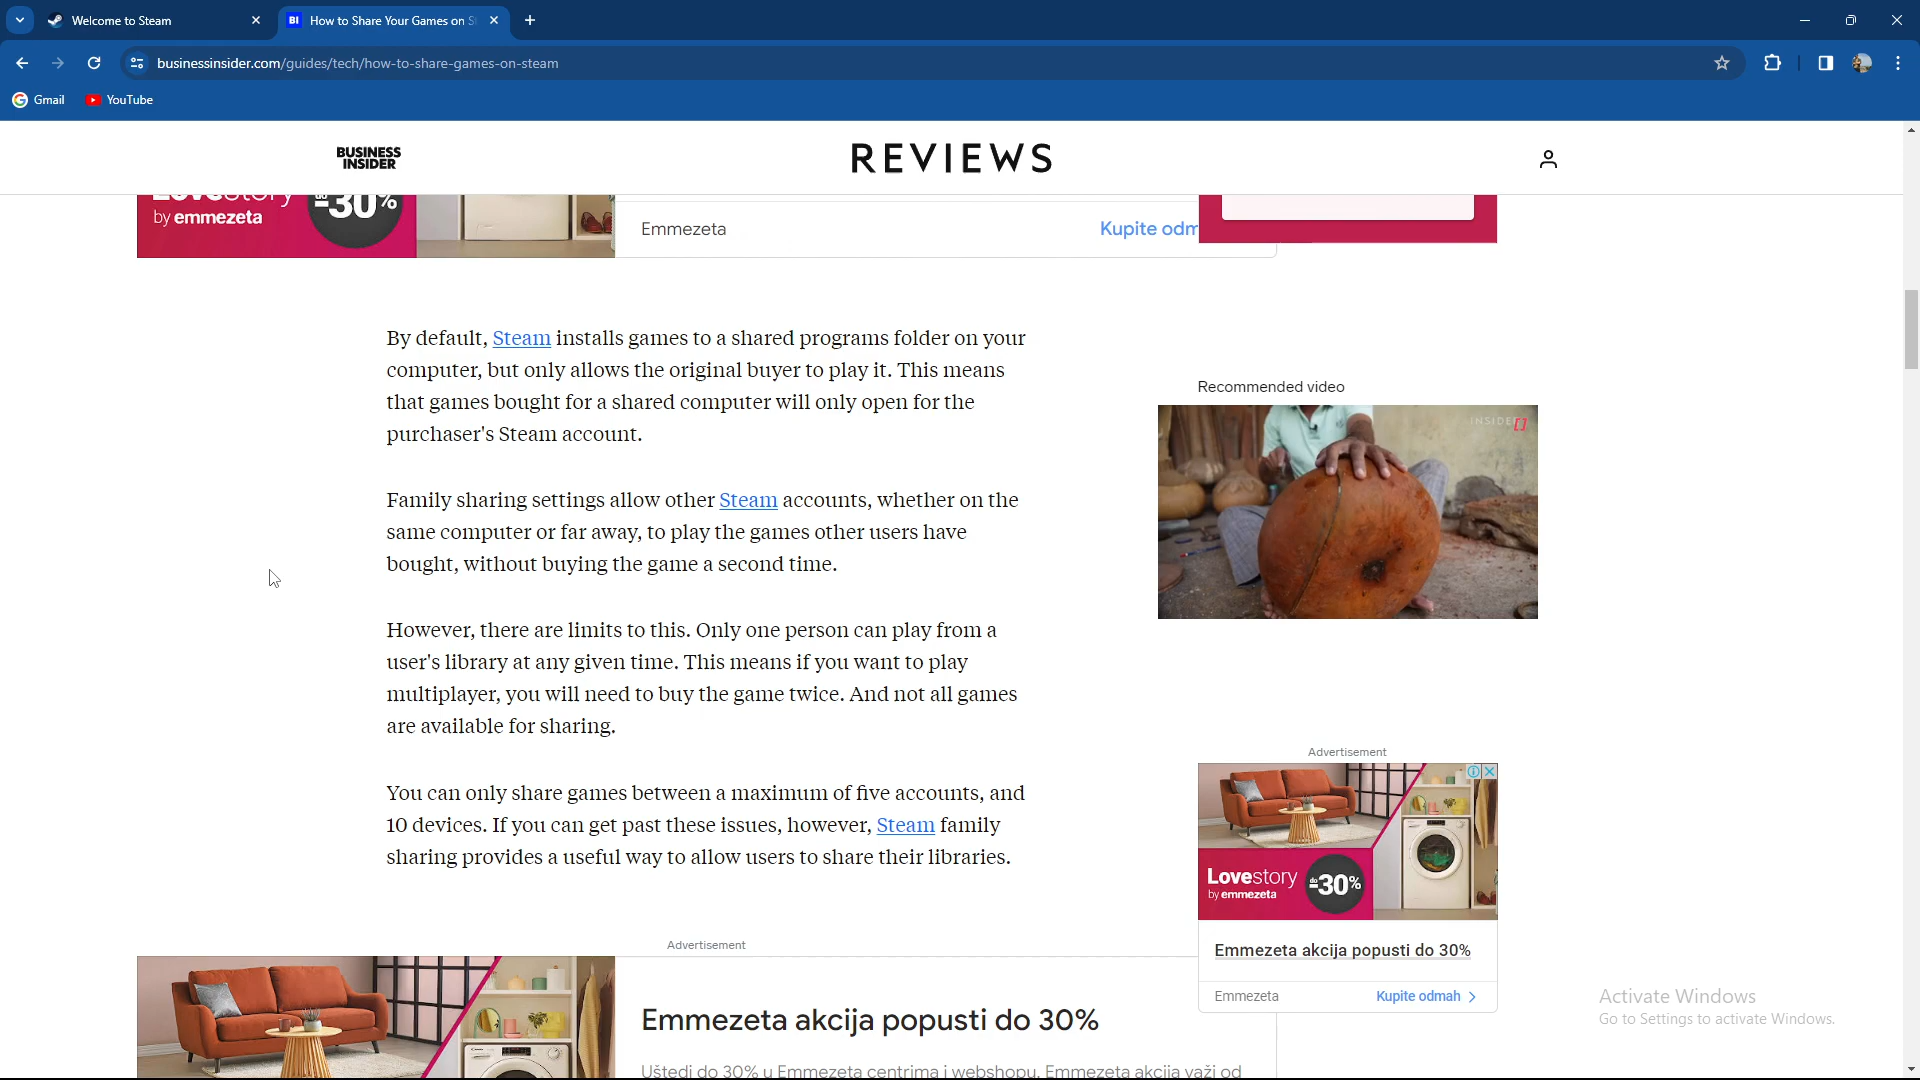 Welcome to Steam
BI How to Share Your Games on S
businessinsider.com/guides/tech/how-to-share-games-on-steam
Gmail
YouTube
BUSINESS
INSIDER
REVIEWS
Lovestory
by emmezeta
-30%
Emmezeta
Kupite odm
By default, Steam installs games to a shared programs folder on your
computer, but only allows the original buyer to play it. This means
that games bought for a shared computer will only open for the
purchaser's Steam account.
Family sharing settings allow other Steam accounts, whether on the
same computer or far away, to play the games other users have
bought, without buying the game a second time.
However, there are limits to this. Only one person can play from a
user's library at any given time. This means if you want to play
multiplayer, you will need to buy the game twice. And not all games
are available for sharing.
You can only share games between a maximum of five accounts, and
10 devices. If you can get past these issues, however, Steam family
sharing provides a useful way to allow users to share their libraries.
Recommended video
INSIDER
Advertisement
Lovestory
by emmezeta
do -30%
Emmezeta akcija popusti do 30%
Emmezeta
Kupite odmah
Advertisement
Emmezeta akcija popusti do 30%
Uštedi do 30% u Emmezeta centrima i webshopu. Emmezeta akcija važi od
Activate Windows
Go to Settings to activate Windows.